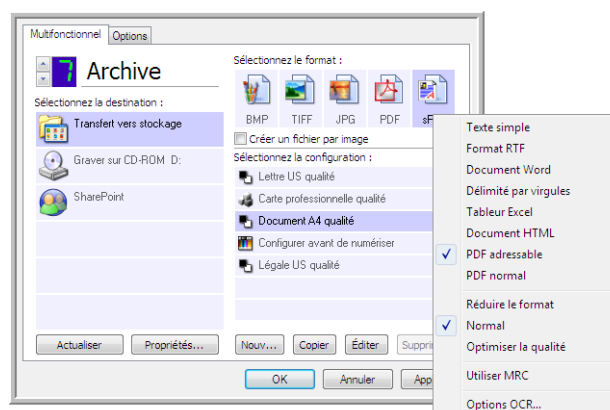 Multifonctionnel Options
7 Archive
Sélectionnez la destination :
Transfert vers stockage
Graver sur CD-ROM D:
SharePoint
Actualiser Propriétés...
Sélectionnez le format :
BMP TIFF JPG PDF
Créer un fichier par image
Sélectionnez la configuration :
Lettre US qualité
Carte professionnelle qualité
Document A4 qualité
Configurer avant de numériser
Légale US qualité
Nouv... Copier Éditer
OK Annuler
Texte simple
Format RTF
Document Word
Délimité par virgules
Tableur Excel
Document HTML
PDF adressable
PDF normal
Réduire le format
Normal
Optimiser la qualité
Utiliser MRC
Options OCR...